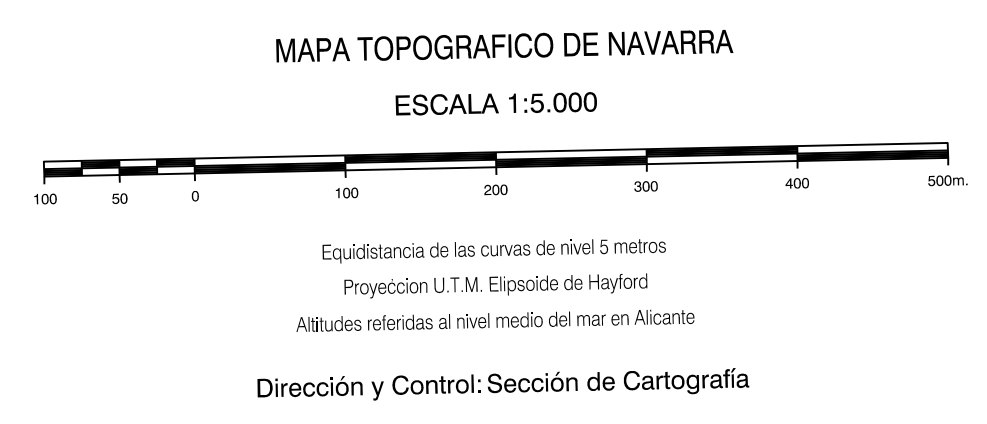 MAPA TOPOGRAFICO DE NAVARRA
ESCALA 1:5.000
100 50 0 100 200 300 400 500m.
Equidistancia de las curvas de nivel 5 metros
Proyeccion U.T.M. Elipsoide de Hayford
Altitudes referidas al nivel medio del mar en Alicante
Dirección y Control: Sección de Cartografía